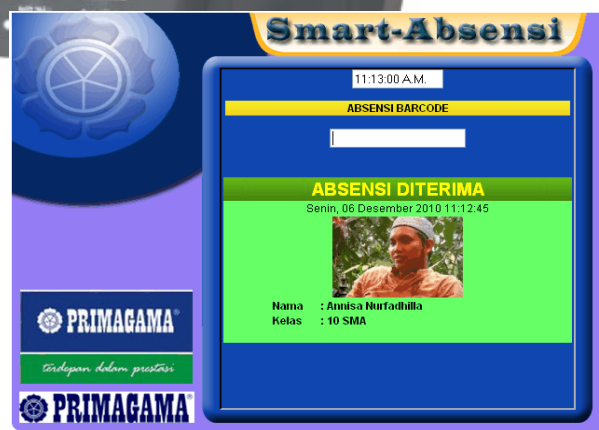 Smart-Absensi
11:13:00 A.M.
ABSENSI BARCODE
ABSENSI DITERIMA
Senin, 06 Desember 2010 11:12:45
Nama : Annisa Nurfadhilla
Kelas : 10 SMA
PRIMAGAMA
terdepan dalam prestasi
PRIMAGAMA